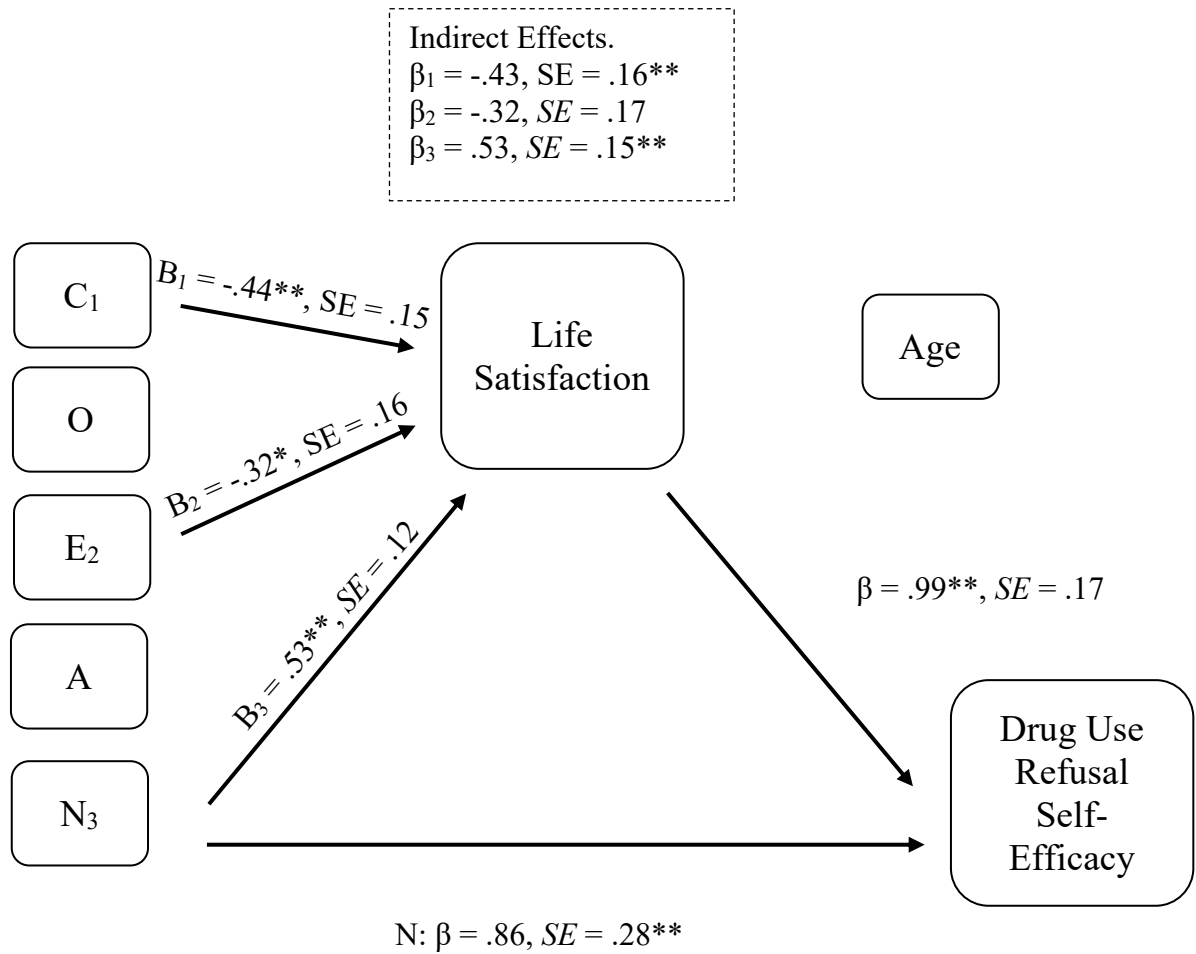 Indirect Effects.
β₁ = -.43, SE = .16**
β₂ = -.32, SE = .17
β₃ = .53, SE = .15**
C₁
B₁ = -.44**, SE = .15
Life
Satisfaction
Age
O
B₂ = -.32*, SE = .16
E₂
B₃ = .53**, SE = .12
β = .99**, SE = .17
A
N₃
Drug Use
Refusal
Self-
Efficacy
N: β = .86, SE = .28**